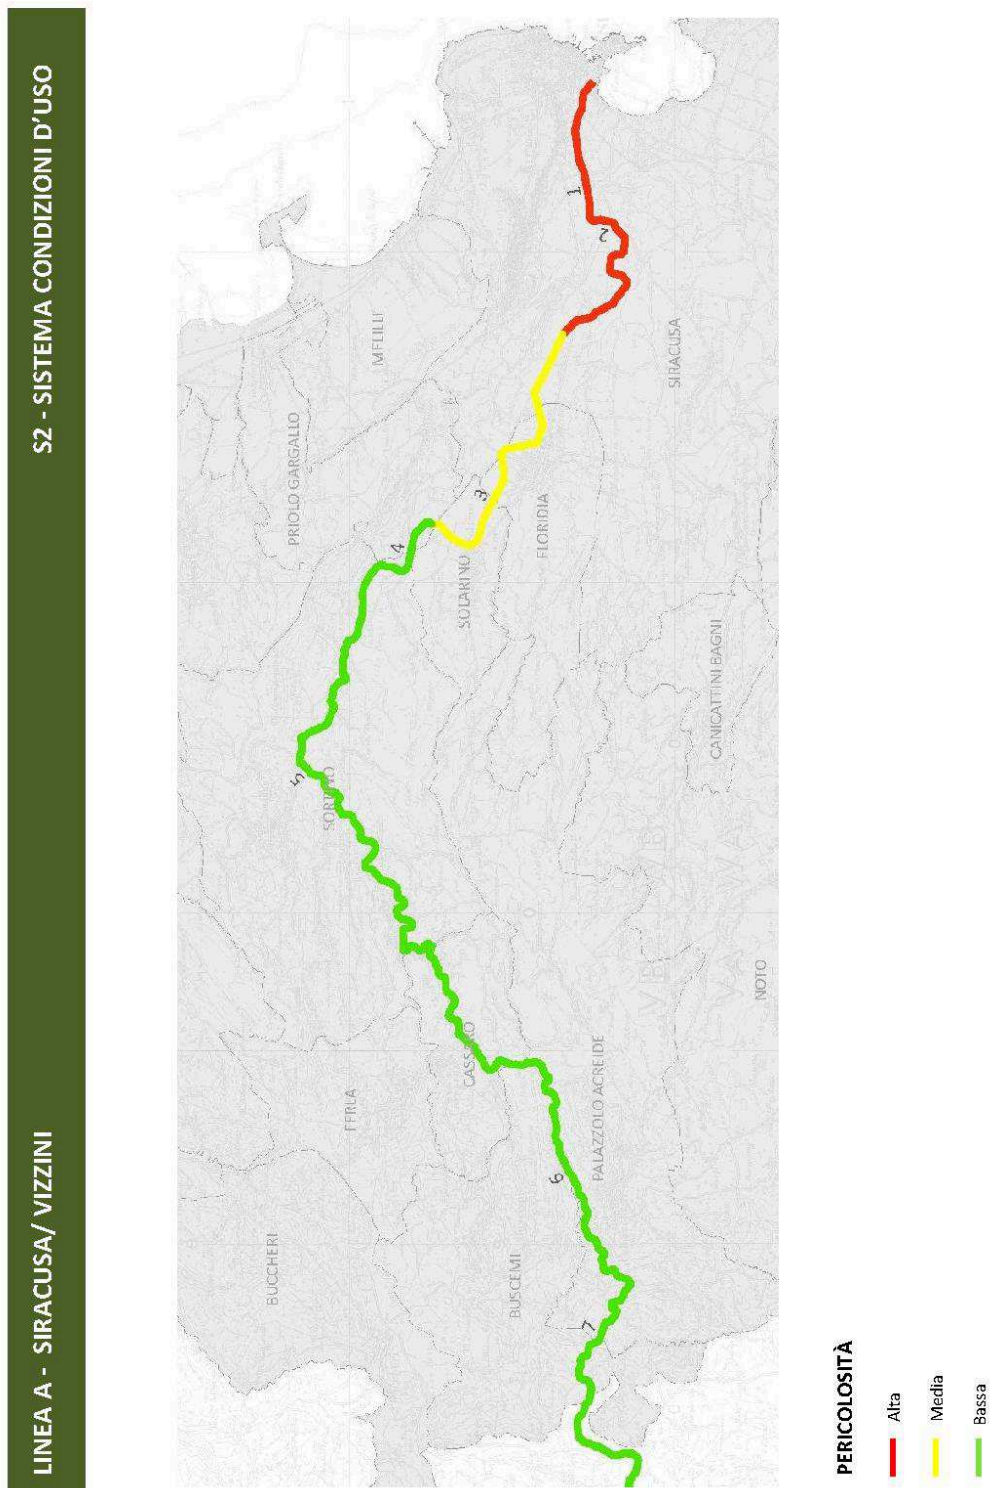 LINEA A - SIRACUSA/ VIZZINI
S2 - SISTEMA CONDIZIONI D'USO
BUCCHERI
FERLA
BUSCEMI
CASSARO
PALAZZOLO ACREIDE
NOTO
SORTINO
CANICATTINI BAGNI
SOLARINO
FLORIDIA
PRIOLO GARGALLO
MELILLI
SIRACUSA
1
2
3
4
5
6
7
PERICOLOSITÀ
Alta
Media
Bassa